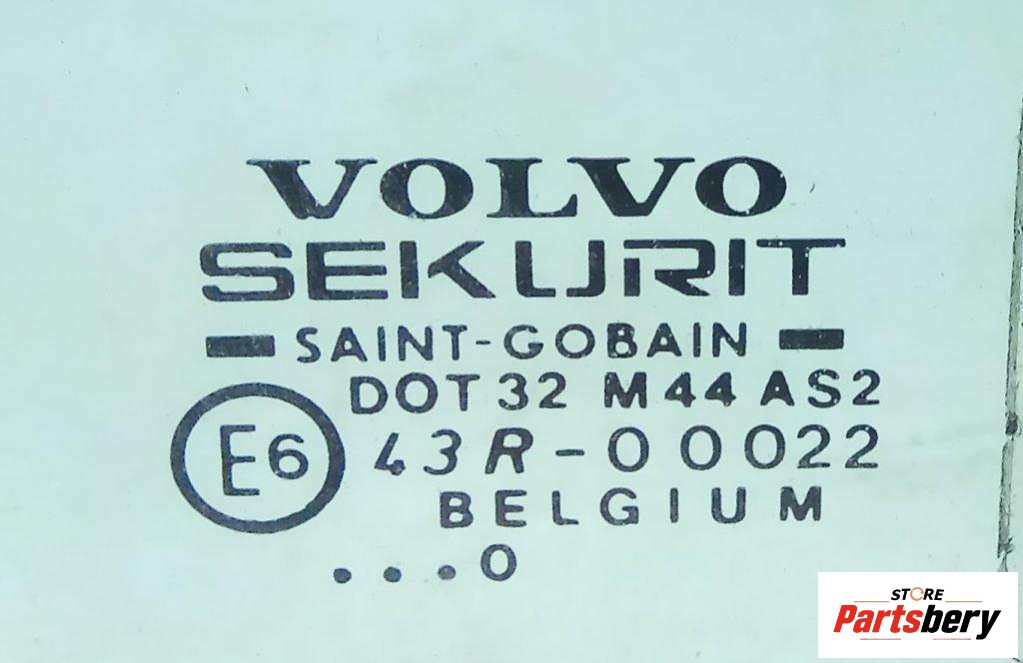 VOLVO
SEKURIT
SAINT-GOBAIN
DOT 32 M44 AS2
E6 43R-00022
BELGIUM
...0
STORE
Partsbery